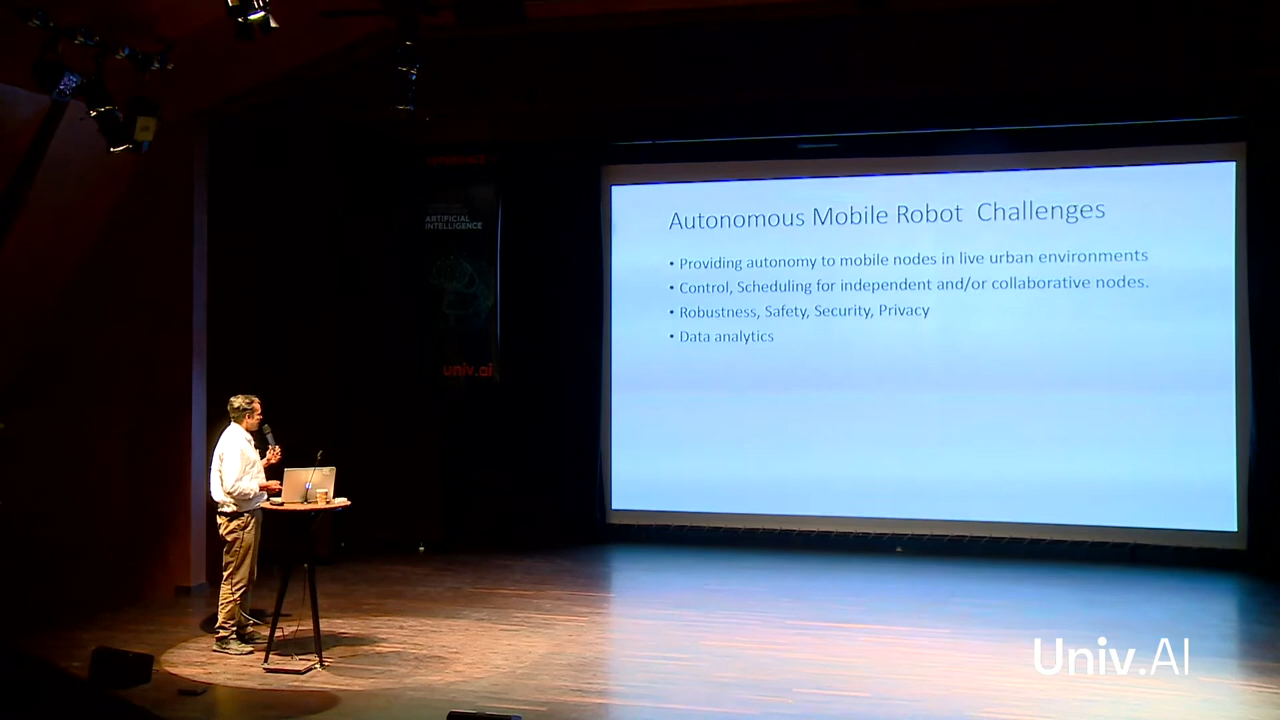 ARTIFICIAL
INTELLIGENCE
univ.ai
Autonomous Mobile Robot Challenges
• Providing autonomy to mobile nodes in live urban environments
• Control, Scheduling for independent and/or collaborative nodes.
• Robustness, Safety, Security, Privacy
• Data analytics
Univ.AI